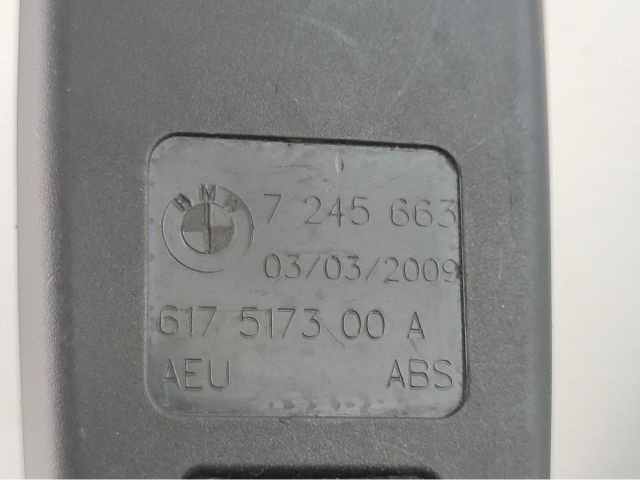 BMW
7 245 663
03/03/2009
617 5173 00 A
AEU ABS